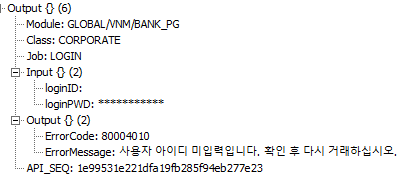 Output {} (6)
Module: GLOBAL/VNM/BANK_PG
Class: CORPORATE
Job: LOGIN
Input {} (2)
loginID:
loginPWD: ***********
Output {} (2)
ErrorCode: 80004010
ErrorMessage: 사용자 아이디 미입력입니다. 확인 후 다시 거래하십시오.
API_SEQ: 1e99531e221dfa19fb285f94eb277e23